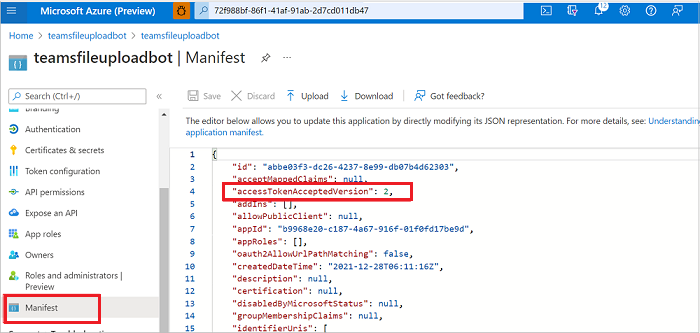 Microsoft Azure (Preview)
72f988bf-86f1-41af-91ab-2d7cd011db47
12
Home > teamsfileuploadbot > teamsfileuploadbot
teamsfileuploadbot | Manifest
Search (Ctrl+/)
Save Discard Upload Download Got feedback?
Branding
Authentication
Certificates & secrets
Token configuration
API permissions
Expose an API
App roles
Owners
Roles and administrators |
Preview
Manifest
The editor below allows you to update this application by directly modifying its JSON representation. For more details, see: Understanding
application manifest.
1 {
2 "id": "abbe03f3-dc26-4237-8e99-db07b4d62303",
3 "acceptMappedClaims": null,
4 "accessTokenAcceptedVersion": 2,
5 "addIns": [],
6 "allowPublicClient": null,
7 "appId": "b9968e20-c187-4a67-916f-01f0fd17be9d",
8 "appRoles": [],
9 "oauth2AllowUrlPathMatching": false,
10 "createdDateTime": "2021-12-28T06:11:16Z",
11 "description": null,
12 "certification": null,
13 "disabledByMicrosoftStatus": null,
14 "groupMembershipClaims": null,
15 "identifierUris": [